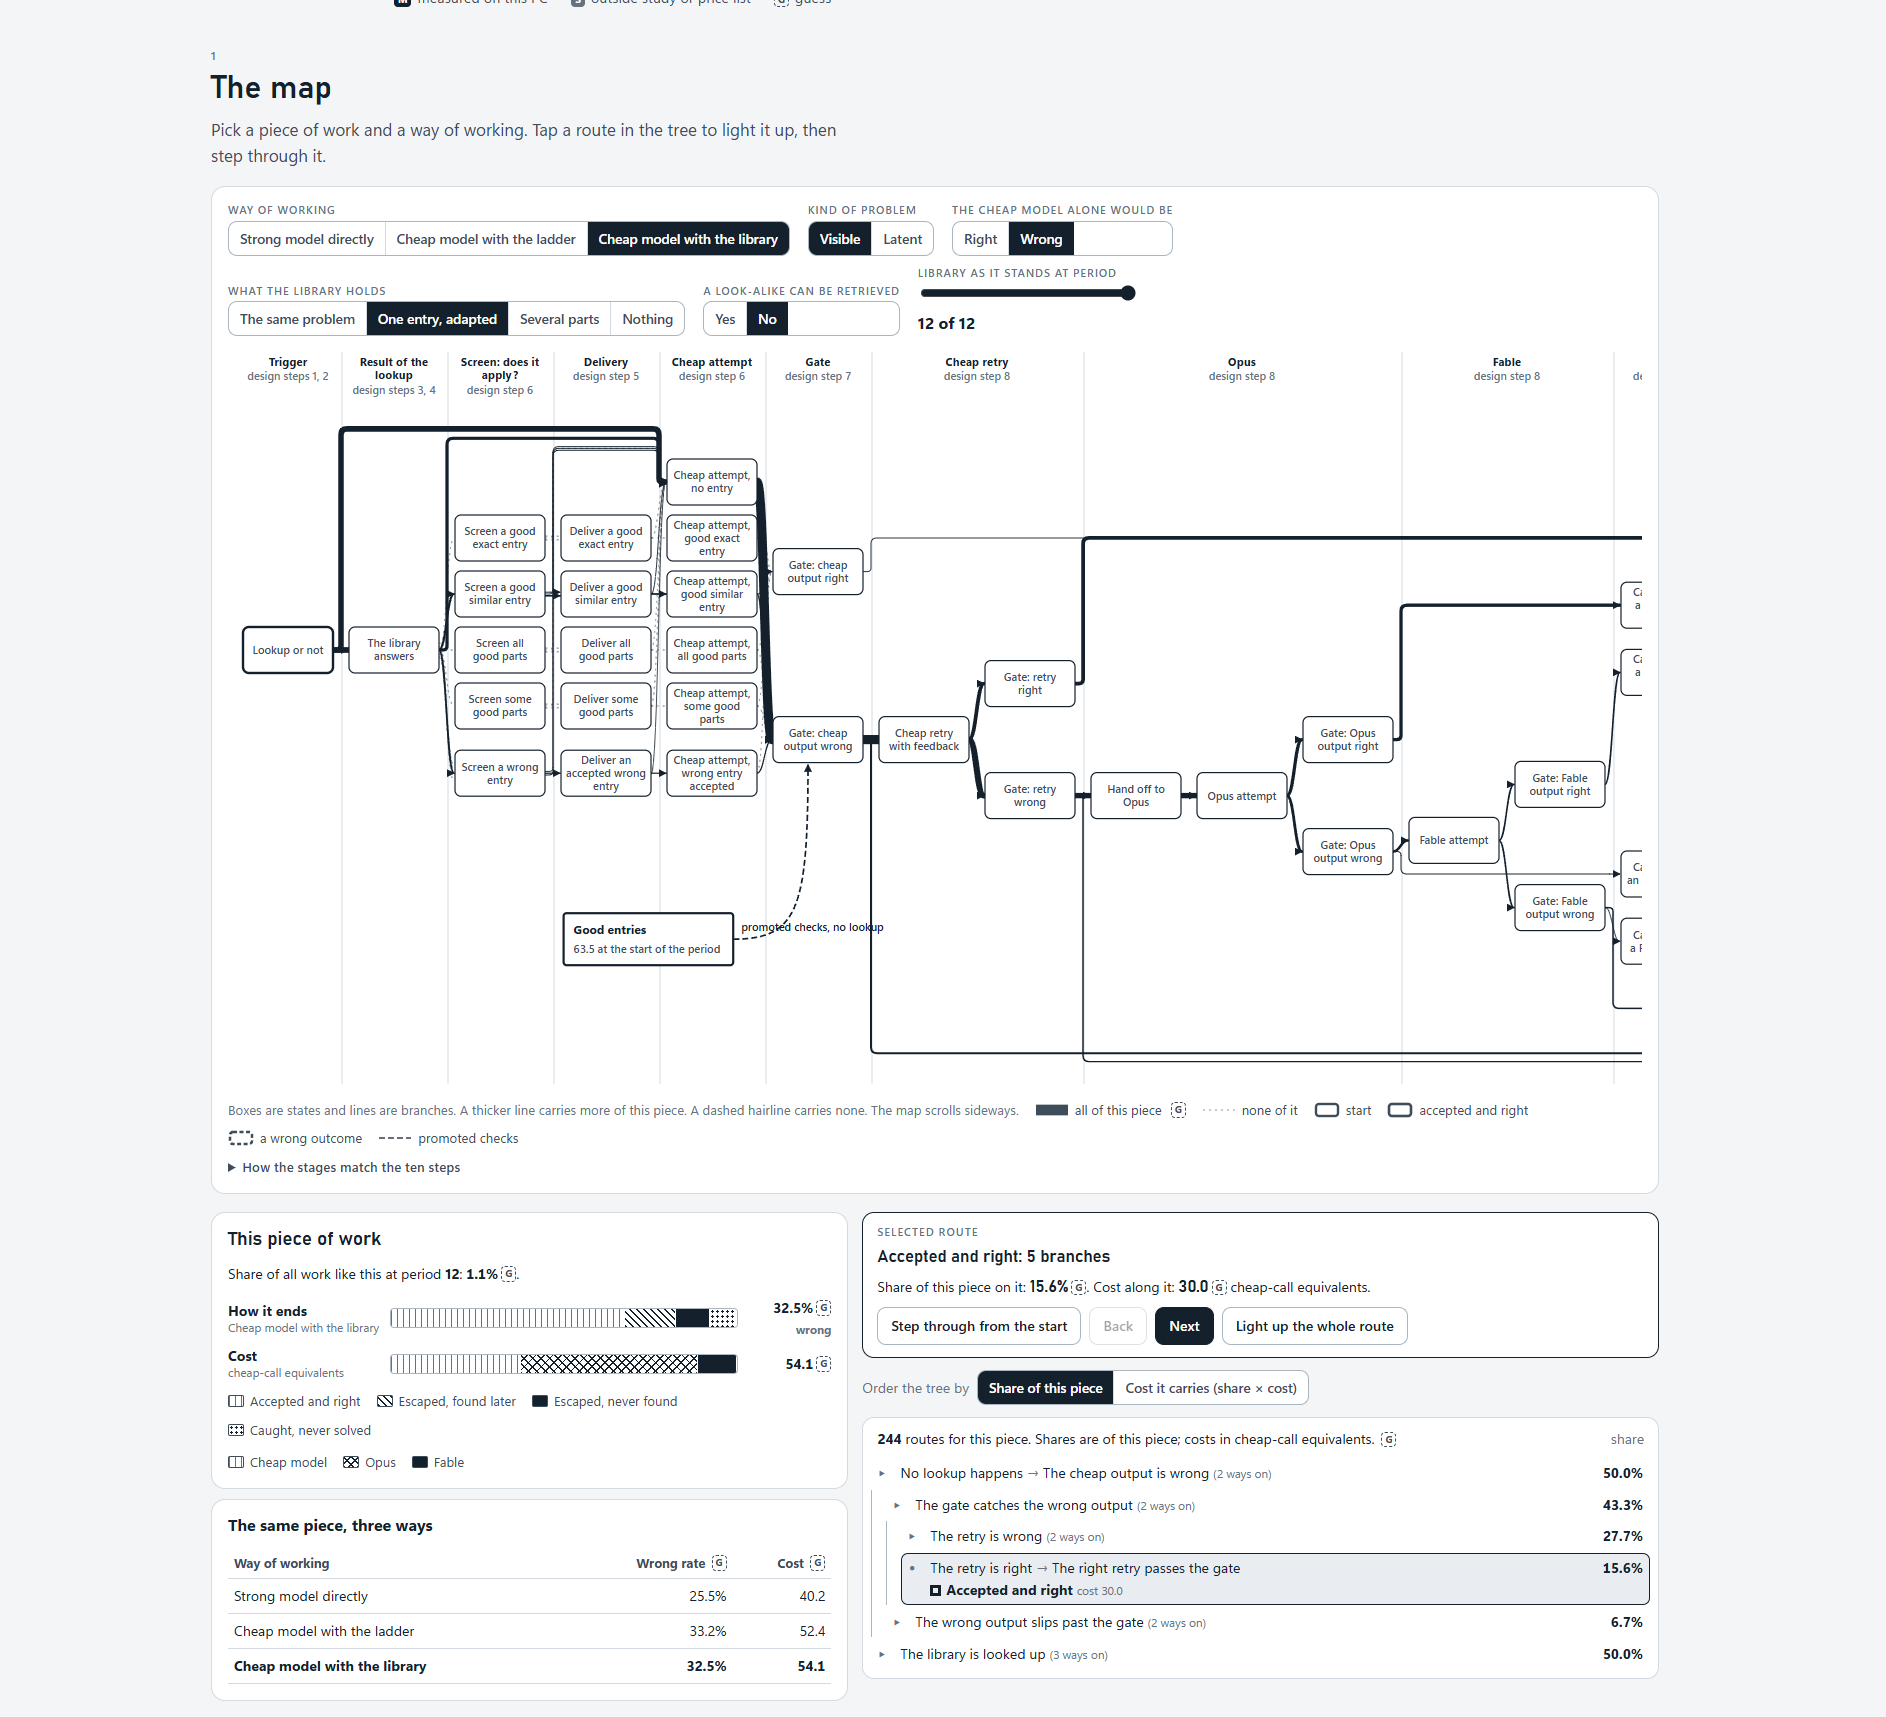 measured on this PC S outside study or price list G guess
1
The map
Pick a piece of work and a way of working. Tap a route in the tree to light it up, then
step through it.
WAY OF WORKING
Strong model directly Cheap model with the ladder Cheap model with the library
KIND OF PROBLEM
Visible Latent
THE CHEAP MODEL ALONE WOULD BE
Right Wrong
WHAT THE LIBRARY HOLDS
The same problem One entry, adapted Several parts Nothing
A LOOK-ALIKE CAN BE RETRIEVED
Yes No
LIBRARY AS IT STANDS AT PERIOD
12 of 12
Trigger
design steps 1, 2
Result of the
lookup
design steps 3, 4
Screen: does it
apply?
design step 6
Delivery
design step 5
Cheap attempt
design step 6
Gate
design step 7
Cheap retry
design step 8
Opus
design step 8
Fable
design step 8
de
Lookup or not
The library
answers
Screen a good
exact entry
Screen a good
similar entry
Screen all
good parts
Screen some
good parts
Screen a wrong
entry
Deliver a good
exact entry
Deliver a good
similar entry
Deliver all
good parts
Deliver some
good parts
Deliver an
accepted wrong
entry
Cheap attempt,
no entry
Cheap attempt,
good exact
entry
Cheap attempt,
good similar
entry
Cheap attempt,
all good parts
Cheap attempt,
some good
parts
Cheap attempt,
wrong entry
accepted
Gate: cheap
output right
Gate: cheap
output wrong
Cheap retry
with feedback
Gate: retry
right
Gate: retry
wrong
Hand off to
Opus
Opus attempt
Gate: Opus
output right
Gate: Opus
output wrong
Fable attempt
Gate: Fable
output right
Gate: Fable
output wrong
Ca
a
Ca
a
Ca
an
Ca
a F
Good entries
63.5 at the start of the period
promoted checks, no lookup
Boxes are states and lines are branches. A thicker line carries more of this piece. A dashed hairline carries none. The map scrolls sideways. all of this piece G none of it start accepted and right
a wrong outcome promoted checks
How the stages match the ten steps
This piece of work
Share of all work like this at period 12: 1.1% G.
How it ends
Cheap model with the library
32.5% G
wrong
Cost
cheap-call equivalents
54.1 G
Accepted and right Escaped, found later Escaped, never found
Caught, never solved
Cheap model Opus Fable
The same piece, three ways
Way of working Wrong rate G Cost G
Strong model directly 25.5% 40.2
Cheap model with the ladder 33.2% 52.4
Cheap model with the library 32.5% 54.1
SELECTED ROUTE
Accepted and right: 5 branches
Share of this piece on it: 15.6% G. Cost along it: 30.0 G cheap-call equivalents.
Step through from the start Back Next Light up the whole route
Order the tree by Share of this piece Cost it carries (share × cost)
244 routes for this piece. Shares are of this piece; costs in cheap-call equivalents. G share
No lookup happens → The cheap output is wrong (2 ways on) 50.0%
The gate catches the wrong output (2 ways on) 43.3%
The retry is wrong (2 ways on) 27.7%
The retry is right → The right retry passes the gate 15.6%
Accepted and right cost 30.0
The wrong output slips past the gate (2 ways on) 6.7%
The library is looked up (3 ways on) 50.0%